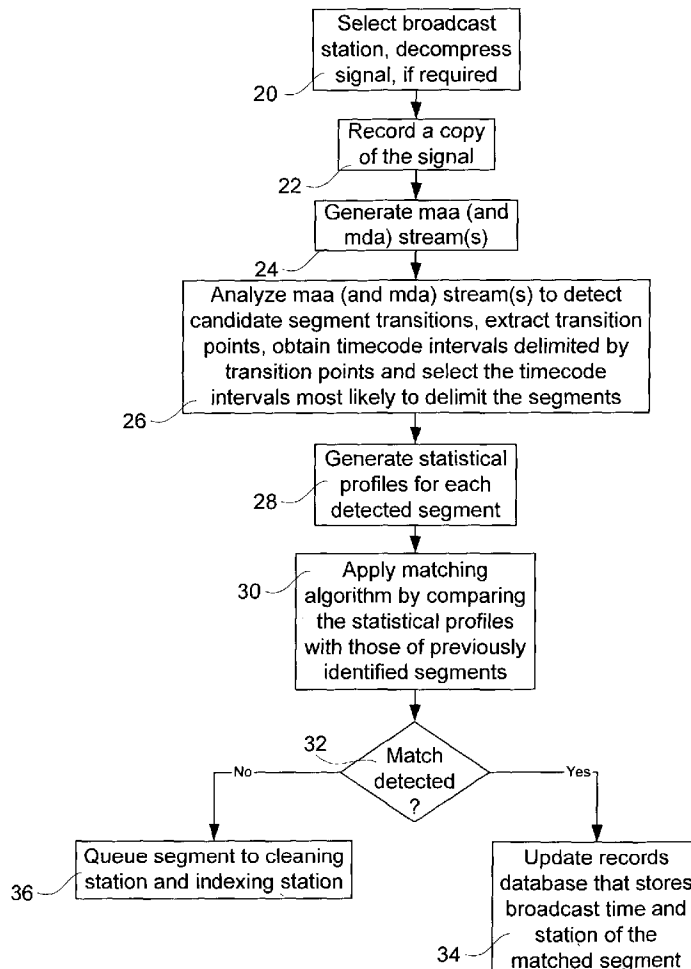 Select broadcast
station, decompress
signal, if required
20
Record a copy
of the signal
22
Generate maa (and
mda) stream(s)
24
Analyze maa (and mda) stream(s) to detect
candidate segment transitions, extract transition
points, obtain timecode intervals delimited by
transition points and select the timecode
intervals most likely to delimit the segments
26
Generate statistical
profiles for each
detected segment
28
30
Apply matching
algorithm by comparing
the statistical profiles
with those of previously
identified segments
32
Match
detected
?
No
Yes
Queue segment to cleaning
station and indexing station
36
Update records
database that stores
broadcast time and
station of the
matched segment
34